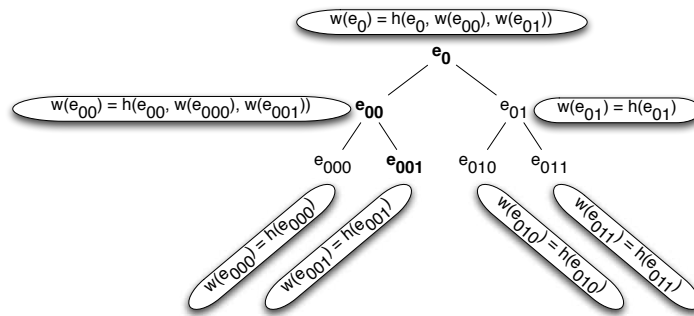 w(e0) = h(e0, w(e00), w(e01))
e0
w(e00) = h(e00, w(e000), w(e001))
e00
e01
w(e01) = h(e01)
e000
e001
e010
e011
w(e000) = h(e000)
w(e001) = h(e001)
w(e010) = h(e010)
w(e011) = h(e011)